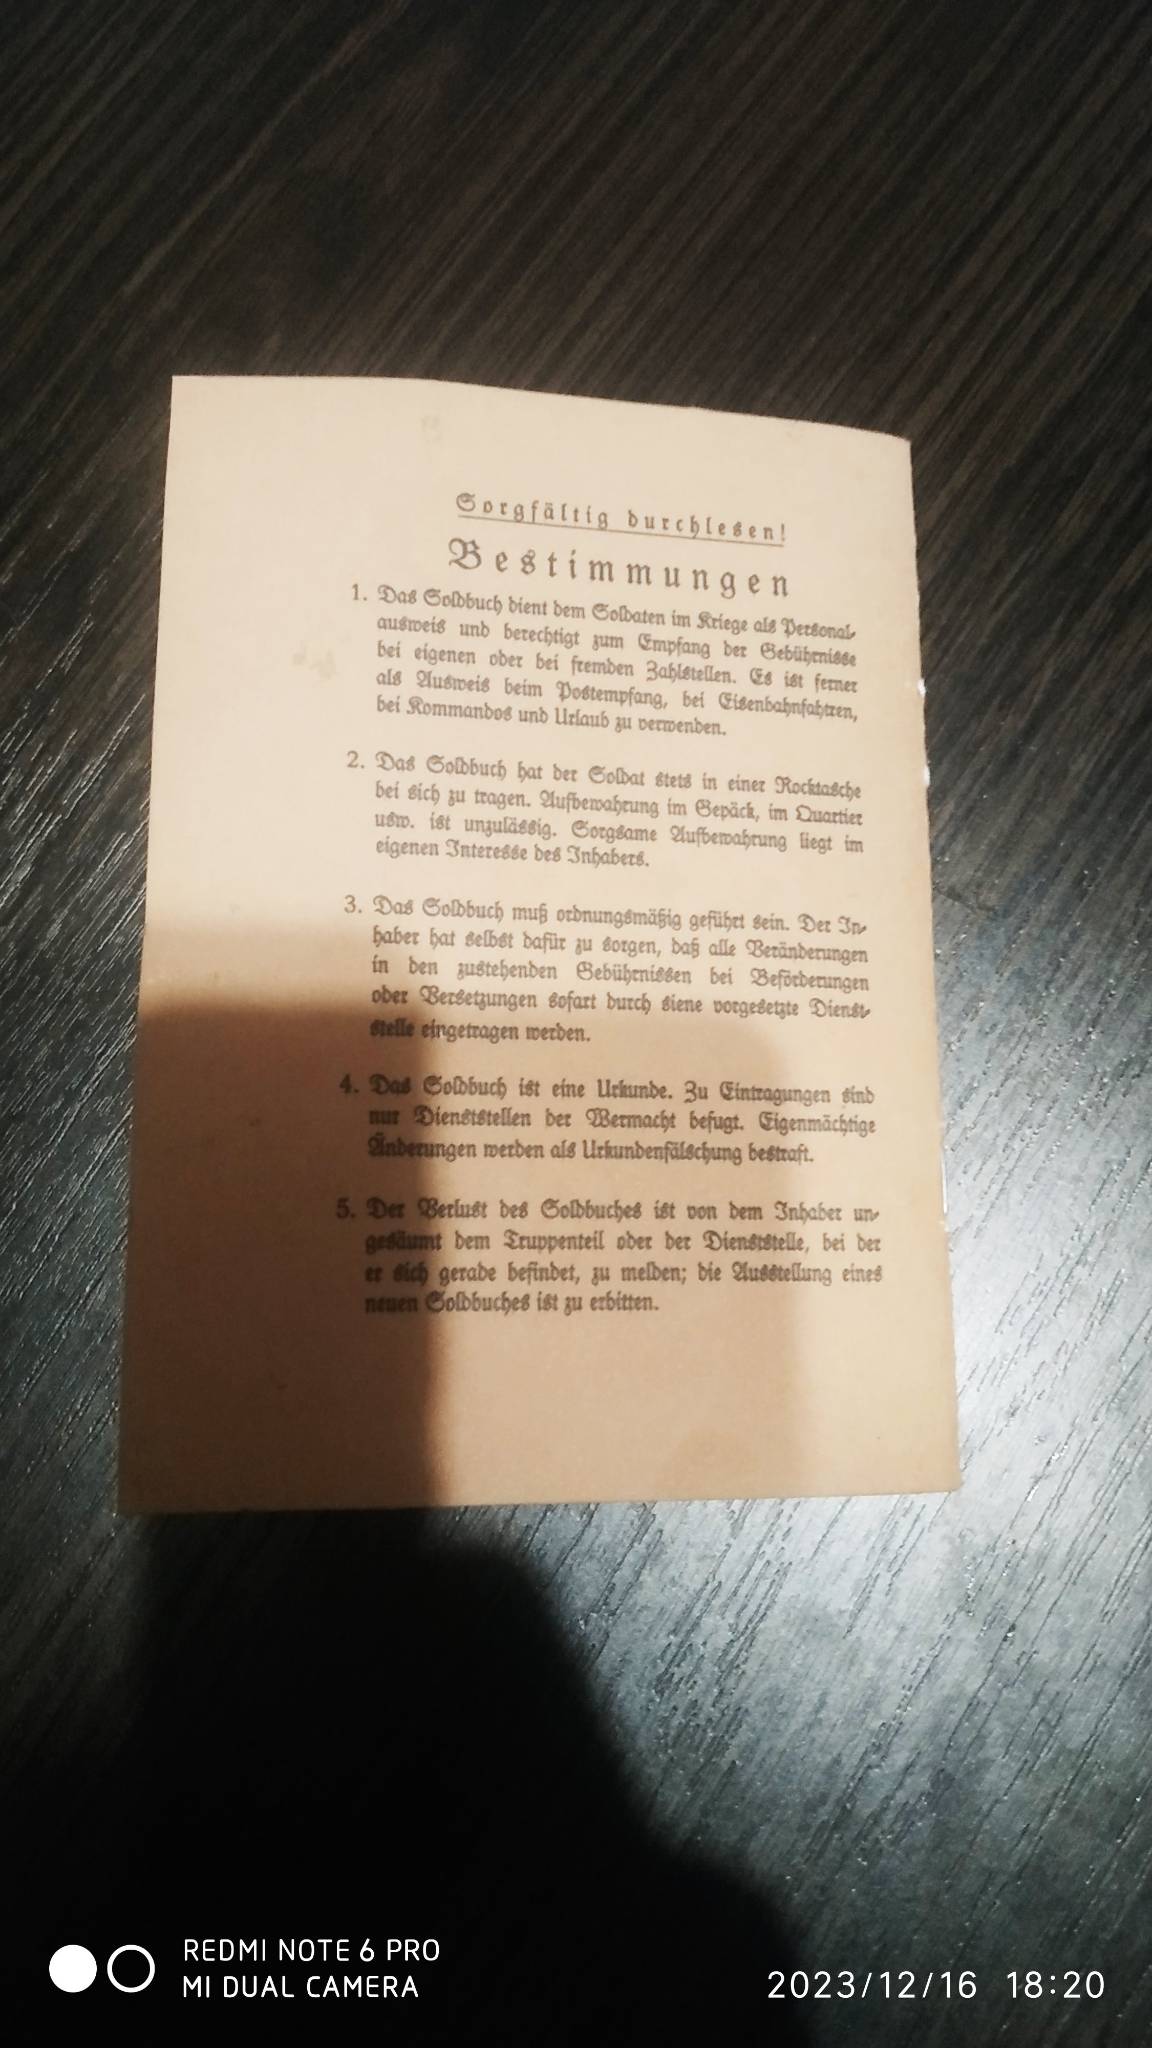 Sorgfältig durchlesen!
Bestimmungen
1. Das Soldbuch dient dem Soldaten im Kriege als Personal-
ausweis und berechtigt zum Empfang der Gebührnisse
bei eigenen oder bei fremden Zahlstellen. Es ist ferner
als Ausweis beim Postempfang, bei Eisenbahnfahrten,
bei Kommandos und Urlaub zu verwenden.
2. Das Soldbuch hat der Soldat stets in einer Rocktasche
bei sich zu tragen. Aufbewahrung im Gepäck, im Quartier
usw. ist unzulässig. Sorgsame Aufbewahrung liegt im
eigenen Interesse des Inhabers.
3. Das Soldbuch muß ordnungsmäßig geführt sein. Der In-
haber hat selbst dafür zu sorgen, daß alle Veränderungen
in den zustehenden Gebührnissen bei Beförderungen
oder Versetzungen sofort durch siene vorgesetzte Dienst-
stelle eingetragen werden.
4. Das Soldbuch ist eine Urkunde. Zu Eintragungen sind
nur Dienststellen der Wermacht befugt. Eigenmächtige
Änderungen werden als Urkundenfälschung bestraft.
5. Der Verlust des Soldbuches ist von dem Inhaber un-
gesäumt dem Truppenteil oder der Dienststelle, bei der
er sich gerade befindet, zu melden; die Ausstellung eines
neuen Soldbuches ist zu erbitten.
REDMI NOTE 6 PRO
MI DUAL CAMERA
2023/12/16 18:20